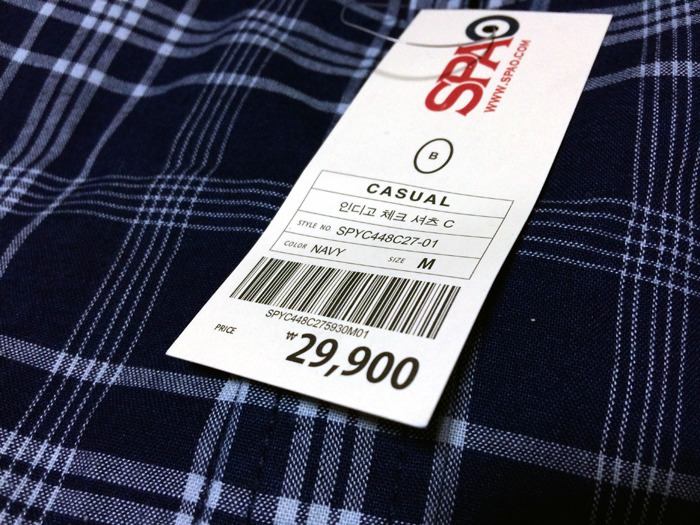 SPAO
WWW.SPAO.COM
B
CASUAL
인디고 체크 셔츠 C
STYLE NO SPYC448C27-01
COLOR NAVY SIZE M
SPYC448C275930M01
PRICE ₩29,900